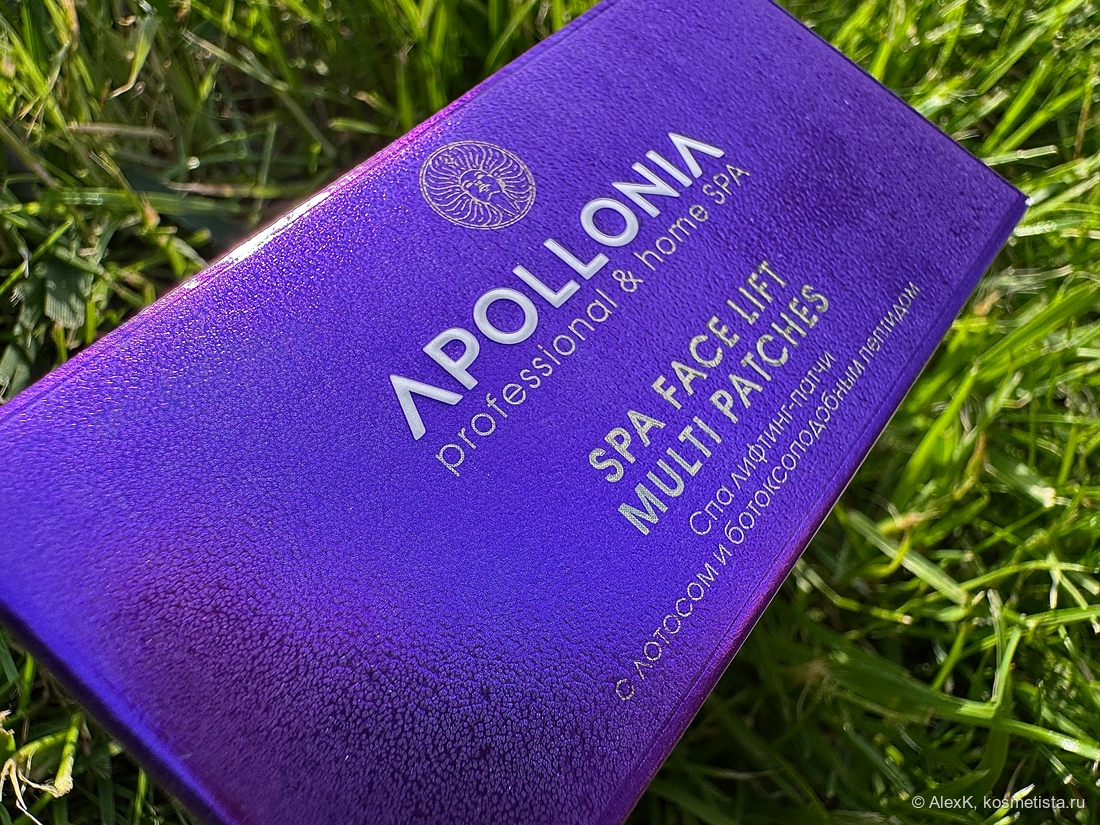 APOLLONIA
professional & home SPA
SPA FACE LIFT
MULTI PATCHES
Спа лифтинг-патчи
с лотосом и ботоксоподобным пептидом
© AlexK, kosmetista.ru